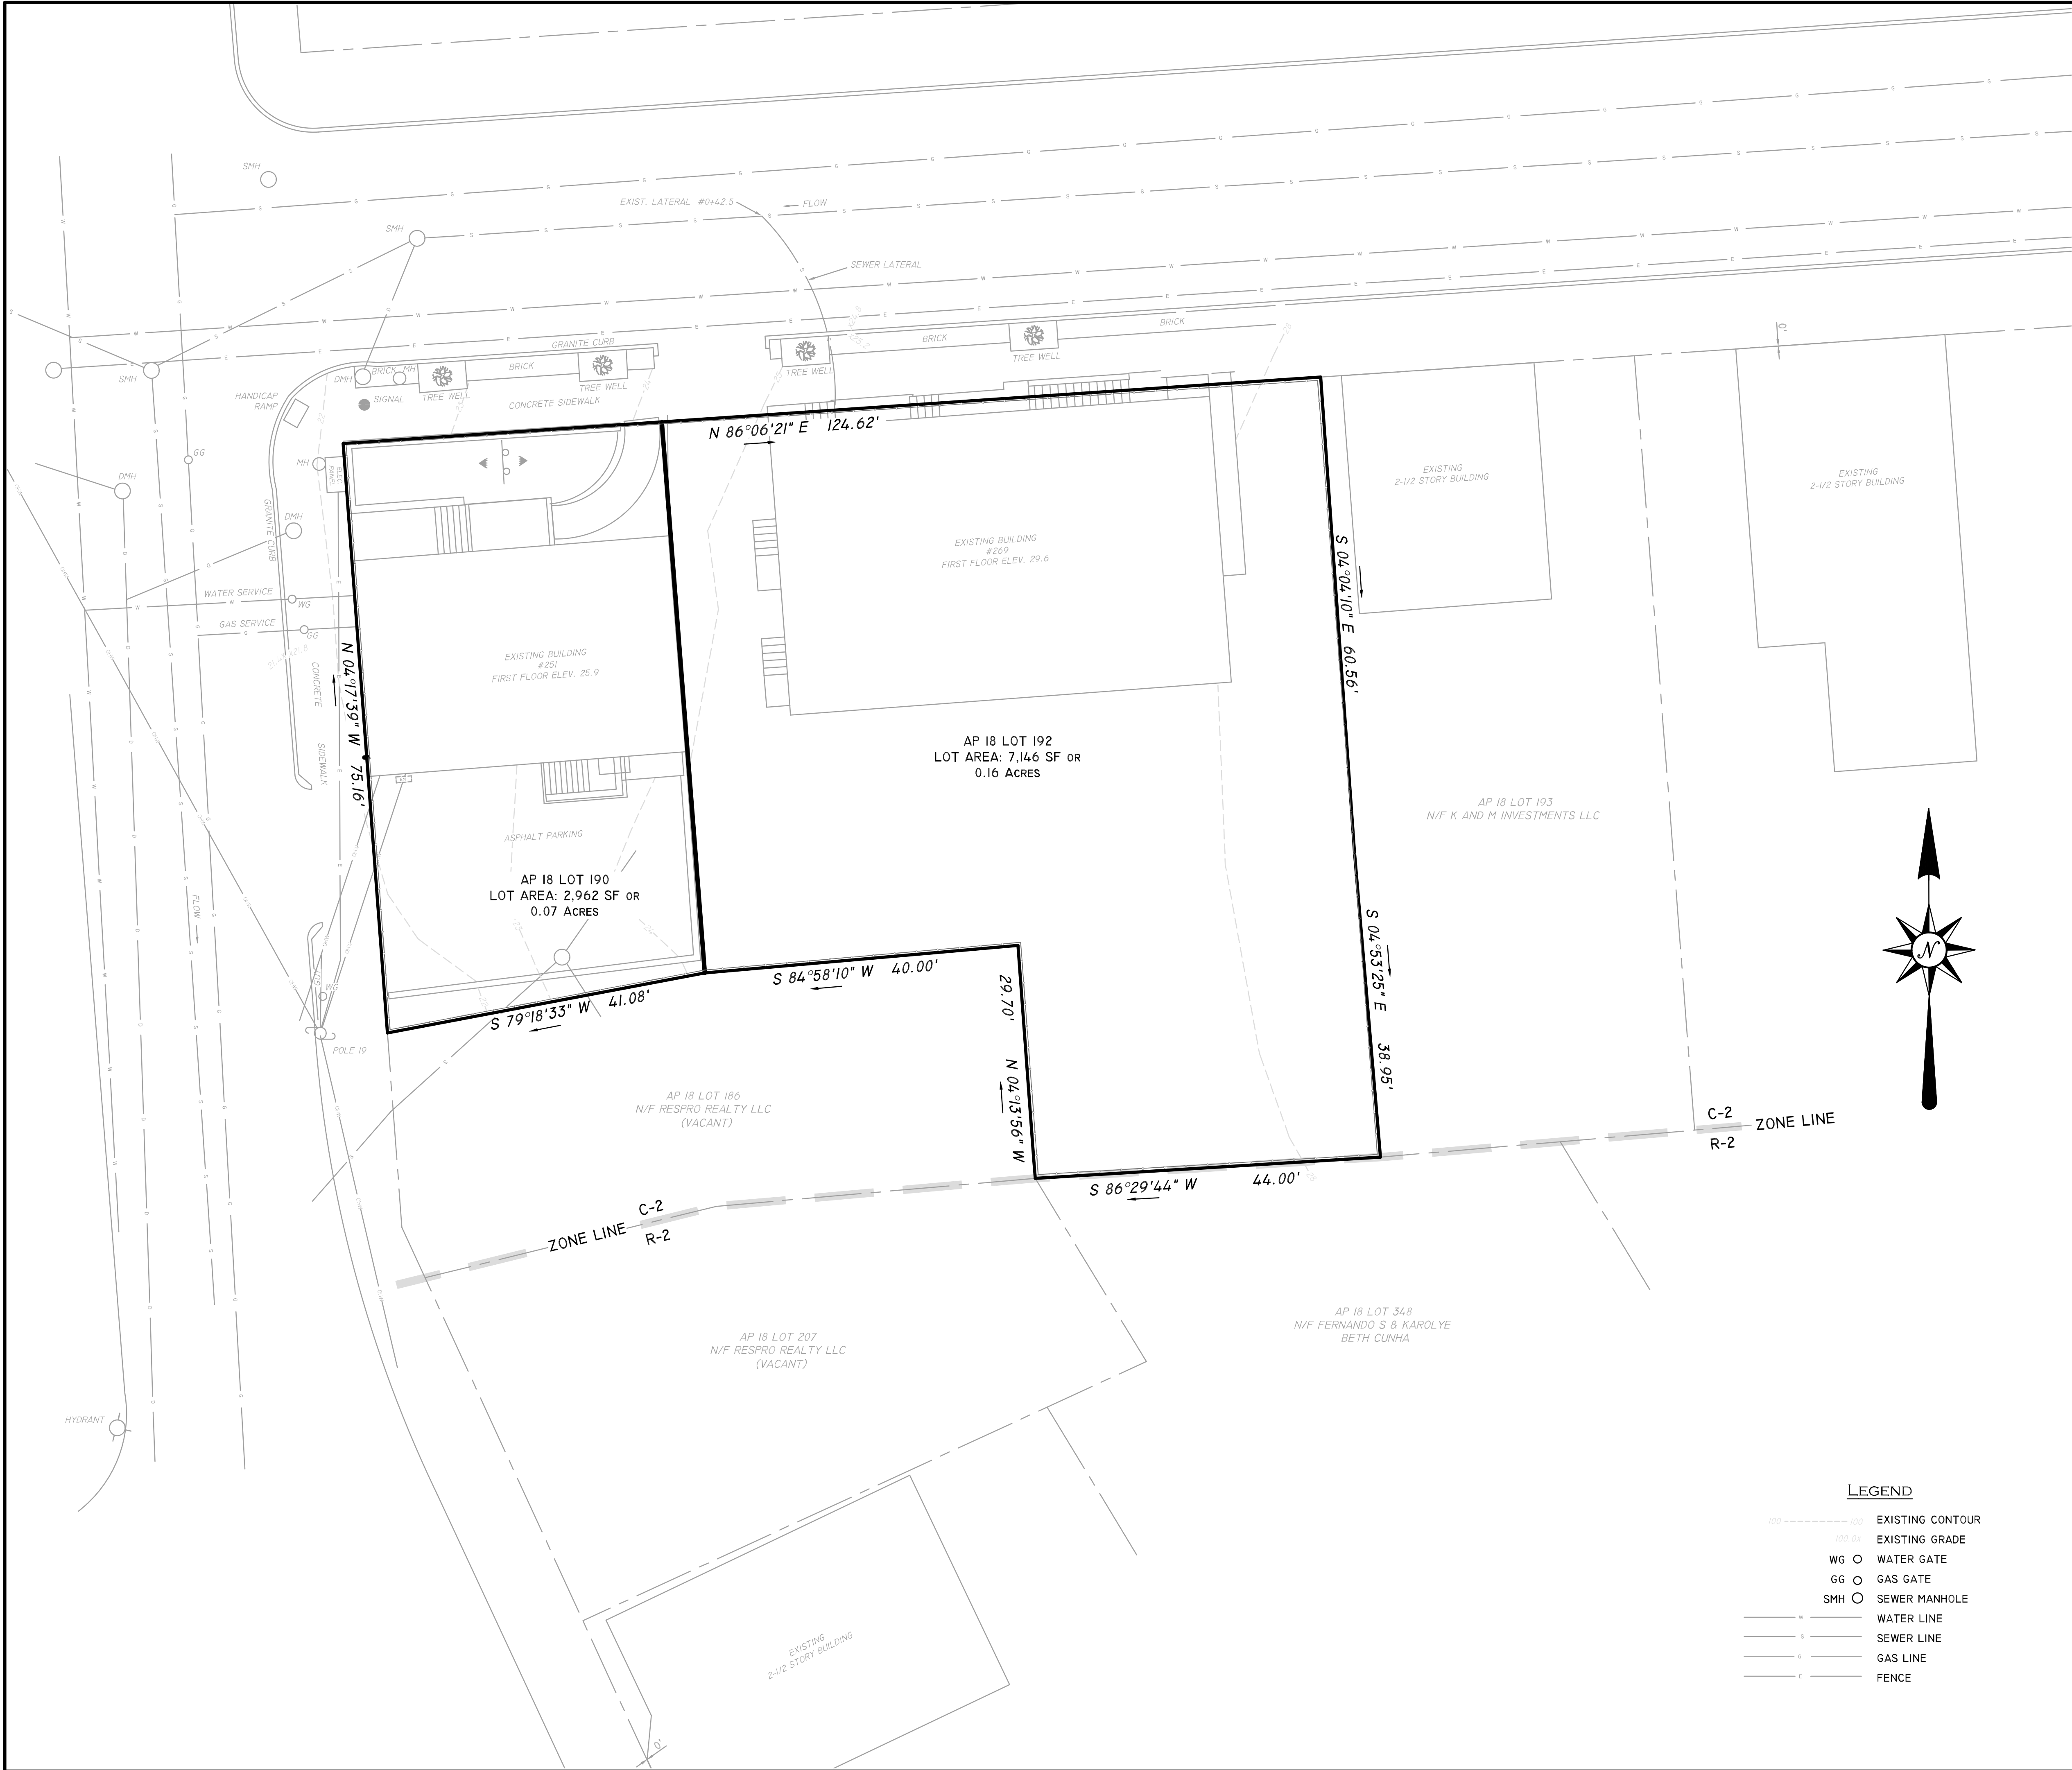 SMH
EXIST. LATERAL #0+42.5
FLOW
SMH
SEWER LATERAL
BRICK
BRICK
TREE WELL
GRANITE CURB
TREE WELL
BRICK
TREE WELL
TREE WELL
CONCRETE SIDEWALK
DMH
BRICK
MH
SMH
HANDICAP
RAMP
SIGNAL
0'
N 86°06'21" E 124.62'
MH
ELEC
PANEL
GG
DMH
DMH
GRANITE CURB
WATER SERVICE
WG
GAS SERVICE
GG
CONCRETE
SIDEWALK
N 04°17'39" W 75.16'
EXISTING BUILDING
#251
FIRST FLOOR ELEV. 25.9
EXISTING BUILDING
#269
FIRST FLOOR ELEV. 29.6
EXISTING
2-1/2 STORY BUILDING
EXISTING
2-1/2 STORY BUILDING
S 04°04'10" E 60.56'
AP 18 LOT 192
LOT AREA: 7,146 SF OR
0.16 ACRES
AP 18 LOT 193
N/F K AND M INVESTMENTS LLC
ASPHALT PARKING
AP 18 LOT 190
LOT AREA: 2,962 SF OR
0.07 ACRES
FLOW
S 04°53'25" E 38.95'
S 84°58'10" W 40.00'
29.70'
N 04°13'56" W
S 79°18'33" W 41.08'
WG
POLE 19
N
AP 18 LOT 186
N/F RESPRO REALTY LLC
(VACANT)
C-2
ZONE LINE
R-2
S 86°29'44" W 44.00'
C-2
ZONE LINE
R-2
AP 18 LOT 207
N/F RESPRO REALTY LLC
(VACANT)
AP 18 LOT 348
N/F FERNANDO S & KAROLYE
BETH CUNHA
HYDRANT
EXISTING
2-1/2 STORY BUILDING
0'
LEGEND
100 100 EXISTING CONTOUR
100.0X EXISTING GRADE
WG EXISTING WATER GATE
GG GAS GATE
SMH SEWER MANHOLE
W WATER LINE
S SEWER LINE
G GAS LINE
E FENCE